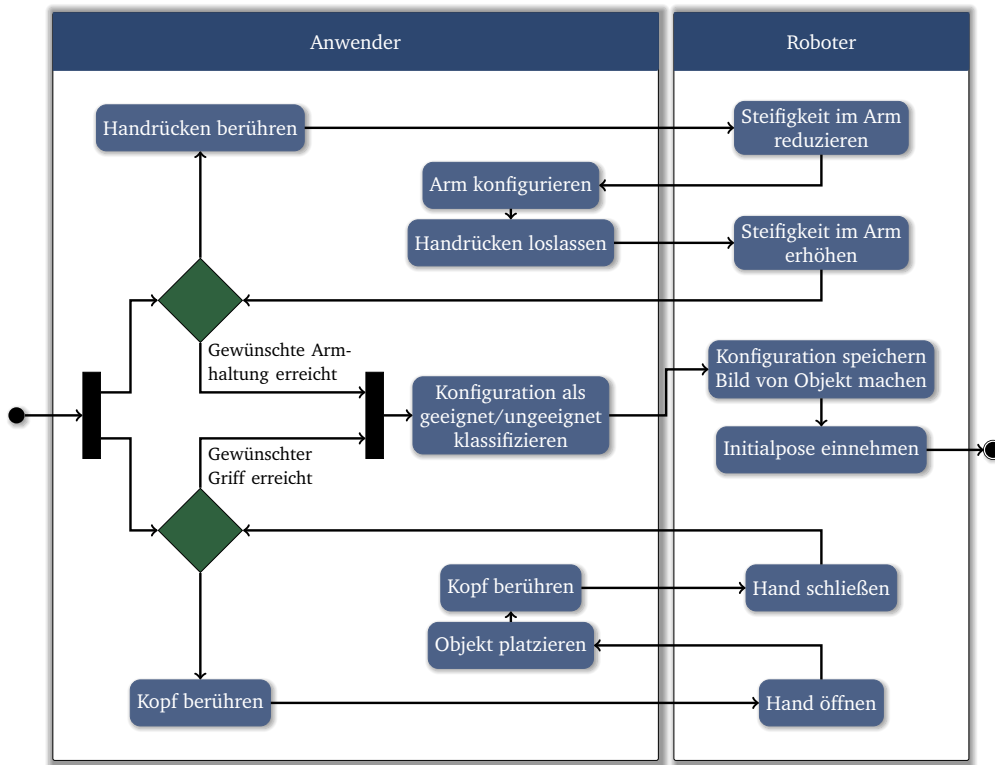 Anwender
Roboter
Handrücken berühren
Steifigkeit im Arm
reduzieren
Arm konfigurieren
Handrücken loslassen
Steifigkeit im Arm
erhöhen
Gewünschte Arm-
haltung erreicht
Konfiguration als
geeignet/ungeeignet
klassifizieren
Konfiguration speichern
Bild von Objekt machen
Initialpose einnehmen
Gewünschter
Griff erreicht
Kopf berühren
Hand schließen
Objekt platzieren
Kopf berühren
Hand öffnen